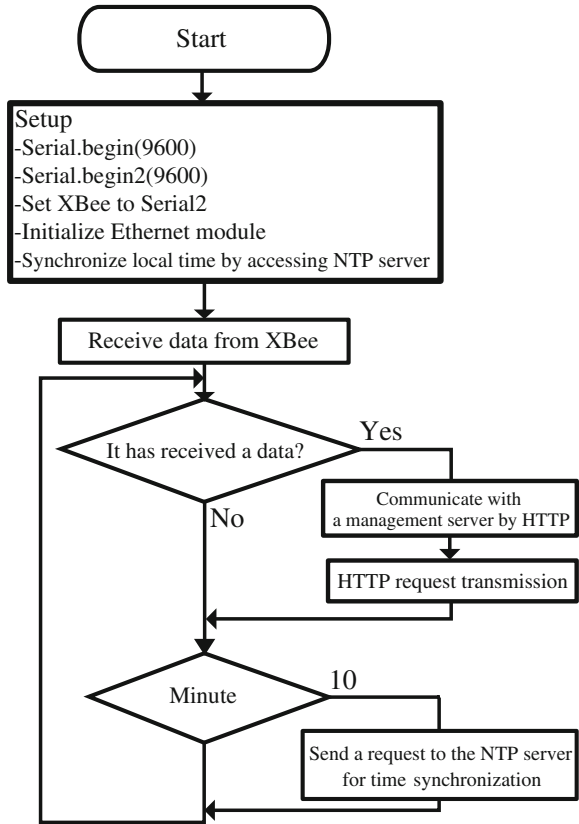 Start
Setup
-Serial.begin(9600)
-Serial.begin2(9600)
-Set XBee to Serial2
-Initialize Ethernet module
-Synchronize local time by accessing NTP server
Receive data from XBee
It has received a data?
Yes
No
Communicate with
a management server by HTTP
HTTP request transmission
Minute
10
Send a request to the NTP server
for time synchronization